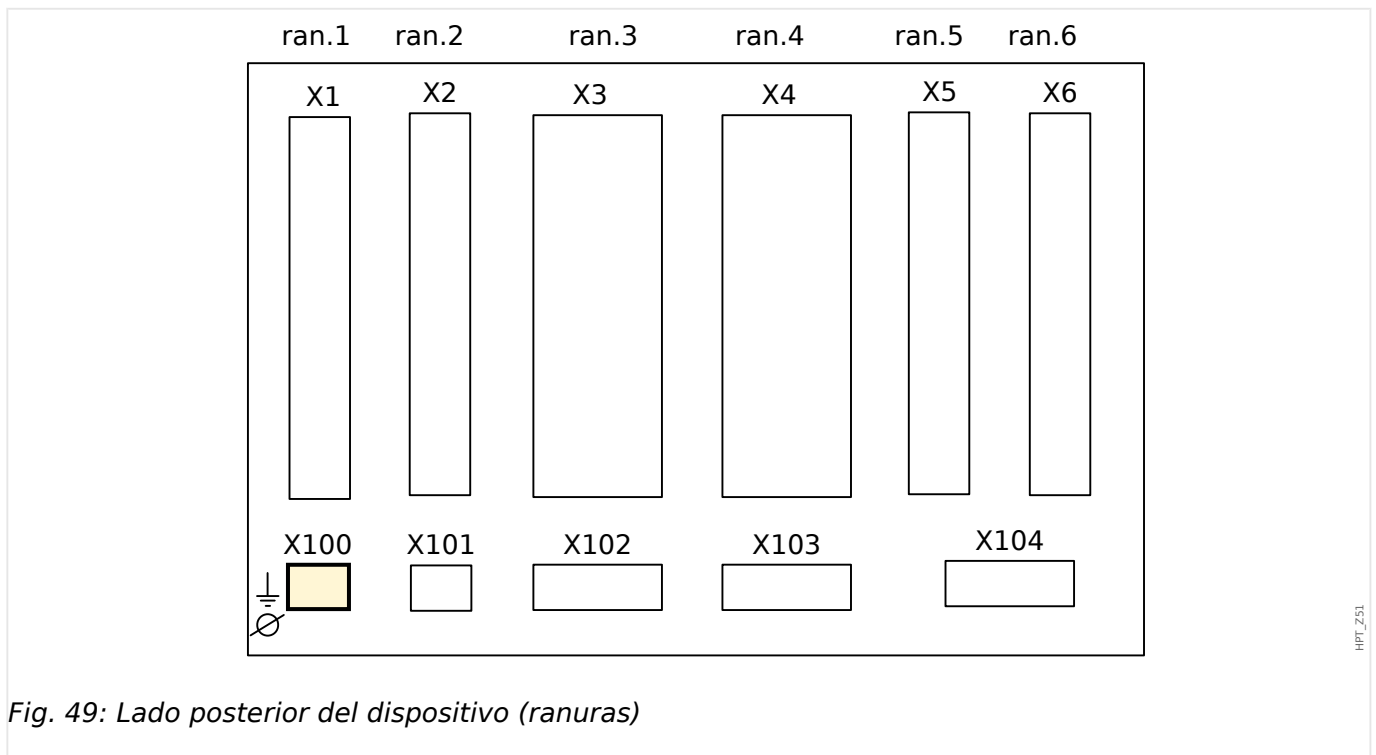 ran.1 ran.2 ran.3 ran.4 ran.5 ran.6
X1 X2 X3 X4 X5 X6
X100 X101 X102 X103 X104
HPT_Z51
Fig. 49: Lado posterior del dispositivo (ranuras)